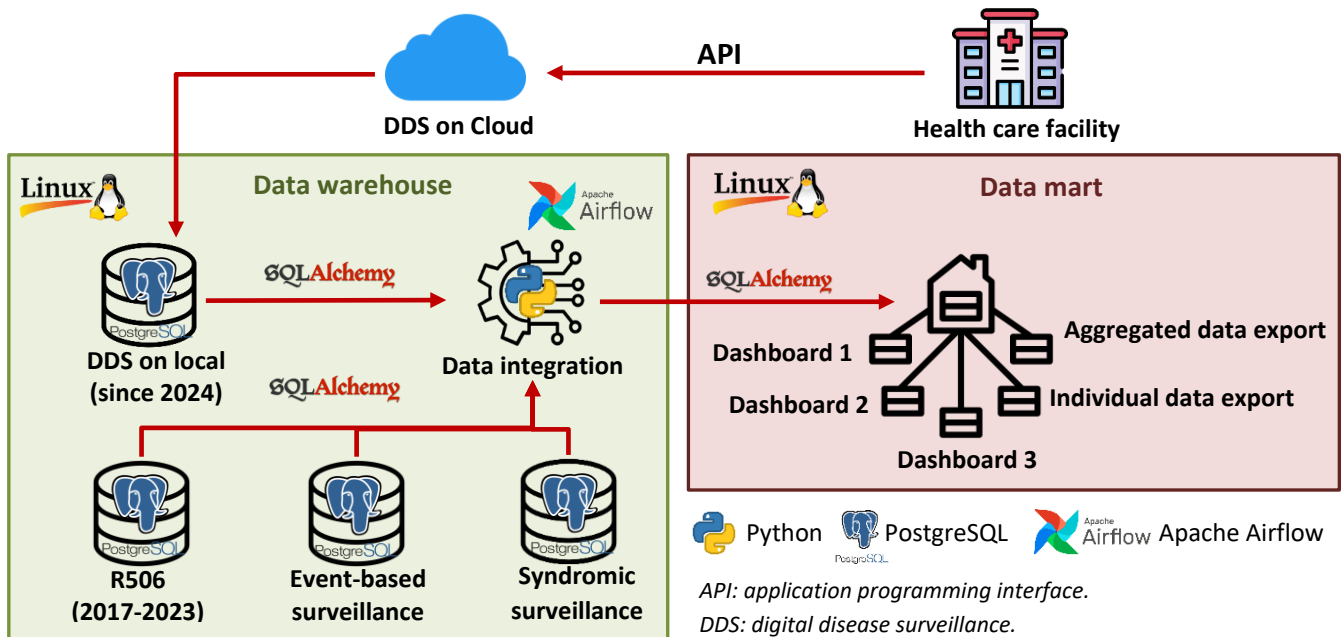 API
DDS on Cloud
Health care facility
Linux
Data warehouse
Apache
Airflow
Linux
Data mart
SQLAlchemy
SQLAlchemy
PostgreSQL
DDS on local
(since 2024)
Data integration
SQLAlchemy
Dashboard 1
Aggregated data export
Dashboard 2
Individual data export
Dashboard 3
PostgreSQL
PostgreSQL
PostgreSQL
R506
(2017-2023)
Event-based
surveillance
Syndromic
surveillance
Python
PostgreSQL
PostgreSQL
Apache
Airflow
Apache Airflow
API: application programming interface.
DDS: digital disease surveillance.